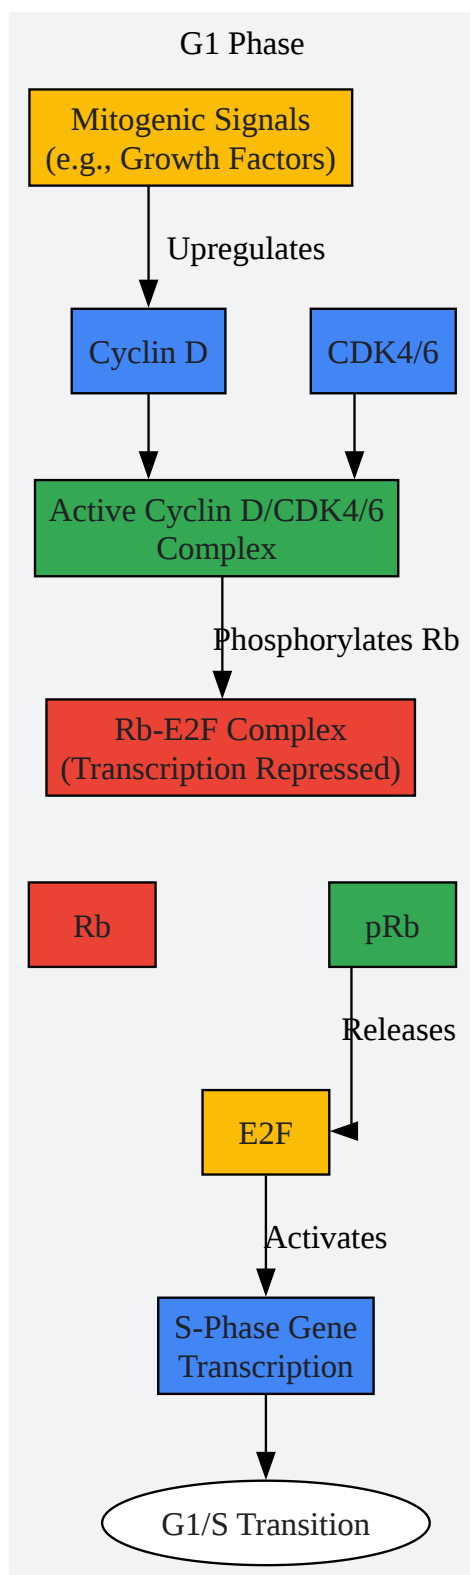 G1 Phase
Mitogenic Signals
(e.g., Growth Factors)
Upregulates
Cyclin D
CDK4/6
Active Cyclin D/CDK4/6
Complex
Phosphorylates Rb
Rb-E2F Complex
(Transcription Repressed)
Rb
pRb
Releases
E2F
Activates
S-Phase Gene
Transcription
G1/S Transition